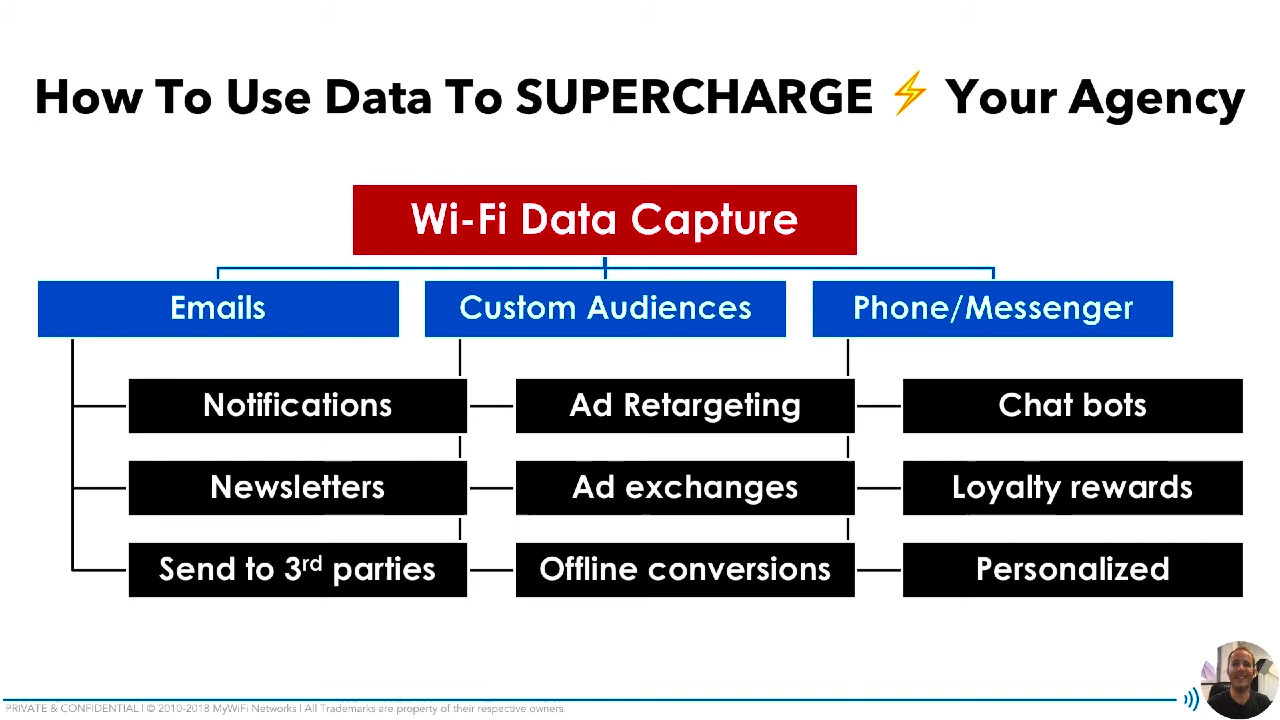 How To Use Data To SUPERCHARGE ⚡ Your Agency
Wi-Fi Data Capture
Emails
Custom Audiences
Phone/Messenger
Notifications
Ad Retargeting
Chat bots
Newsletters
Ad exchanges
Loyalty rewards
Send to 3rd parties
Offline conversions
Personalized
PRIVATE & CONFIDENTIAL | © 2010-2018 MyWiFi Networks | All Trademarks are property of their respective owners.